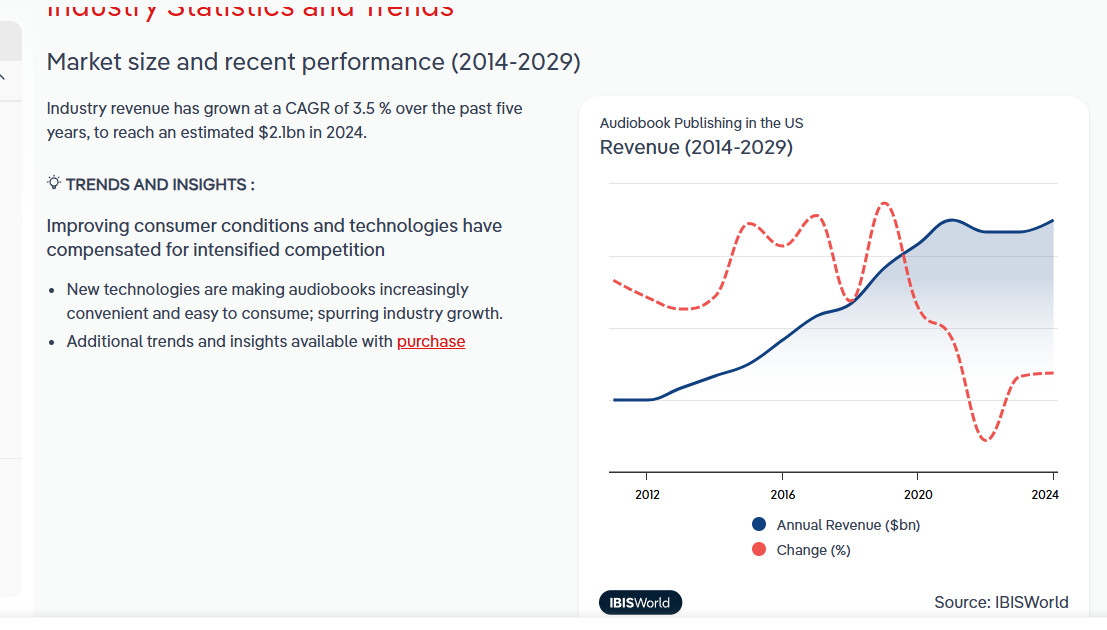 Industry Statistics and Trends
Market size and recent performance (2014-2029)
Industry revenue has grown at a CAGR of 3.5 % over the past five
years, to reach an estimated $2.1bn in 2024.
TRENDS AND INSIGHTS :
Improving consumer conditions and technologies have
compensated for intensified competition
• New technologies are making audiobooks increasingly
convenient and easy to consume; spurring industry growth.
• Additional trends and insights available with purchase
Audiobook Publishing in the US
Revenue (2014-2029)
2012
2016
2020
2024
Annual Revenue ($bn)
Change (%)
IBISWorld
Source: IBISWorld